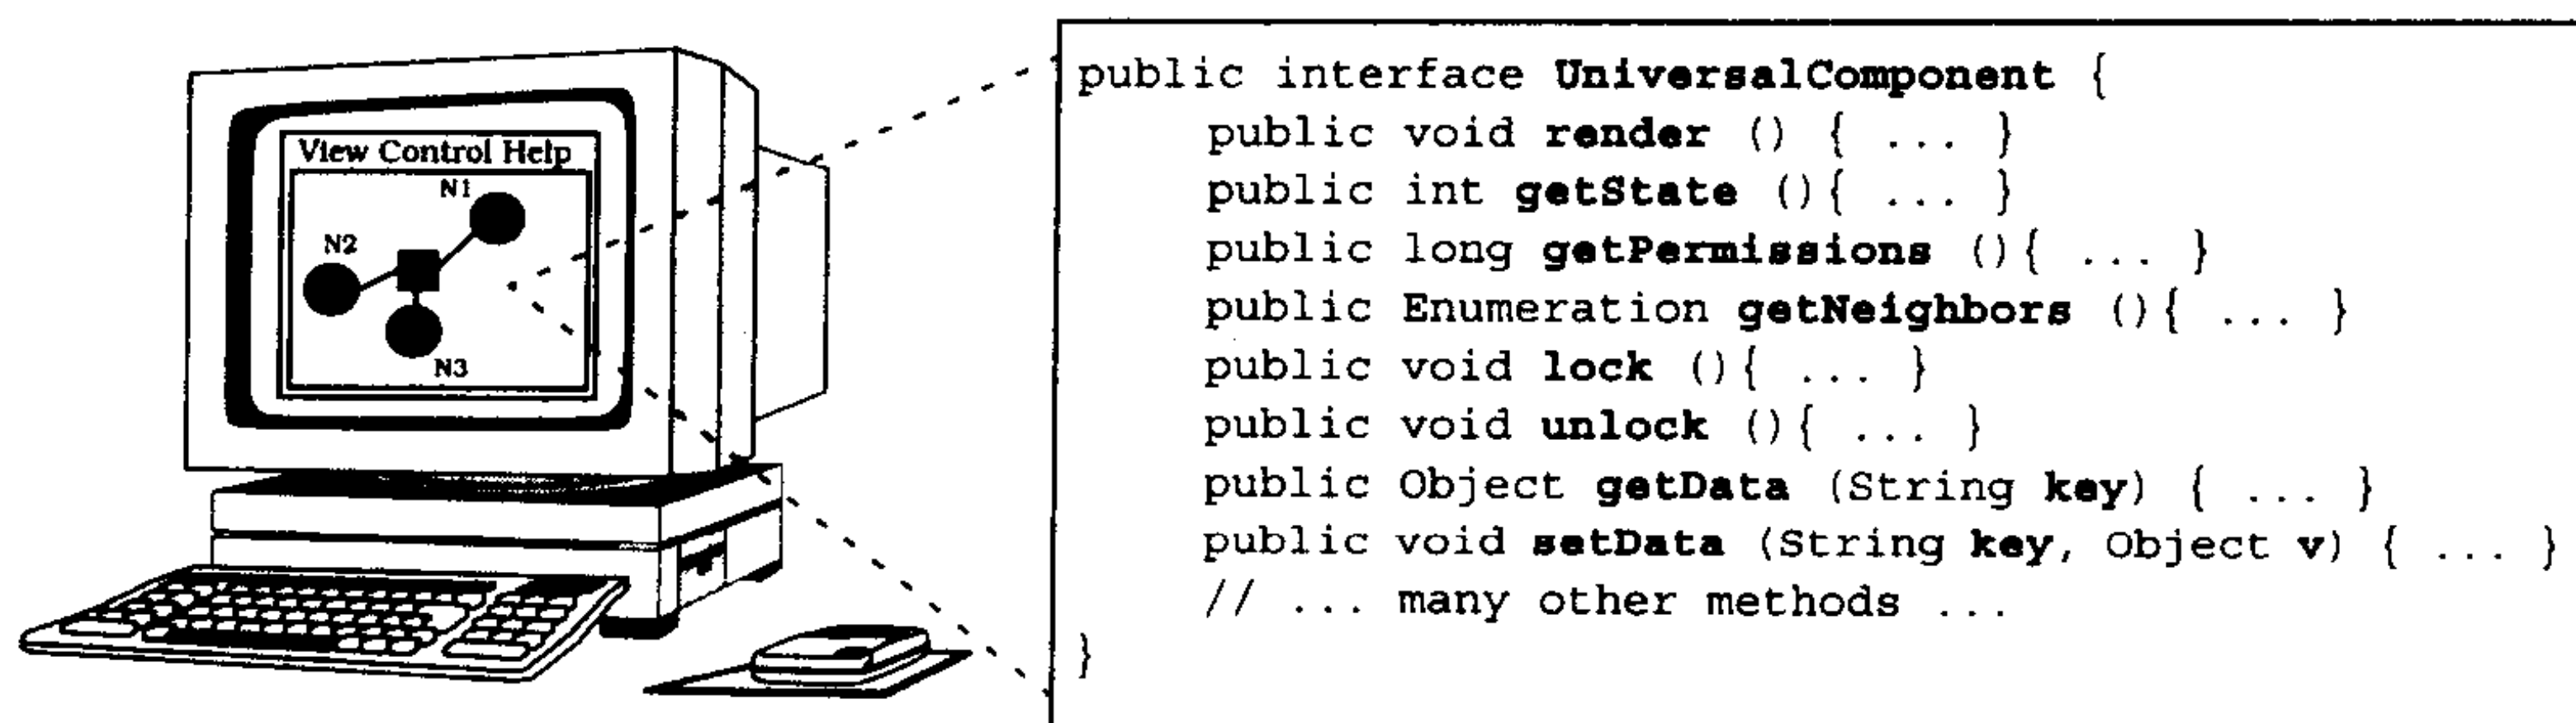 View Control Help
N1
N2
N3
public interface UniversalComponent {
public void render () { ... }
public int getState (){ ... }
public long getPermissions (){ ... }
public Enumeration getNeighbors (){ ... }
public void lock (){ ... }
public void unlock (){ ... }
public Object getData (String key) { ... }
public void setData (String key, Object v) { ... }
// ... many other methods ...
}